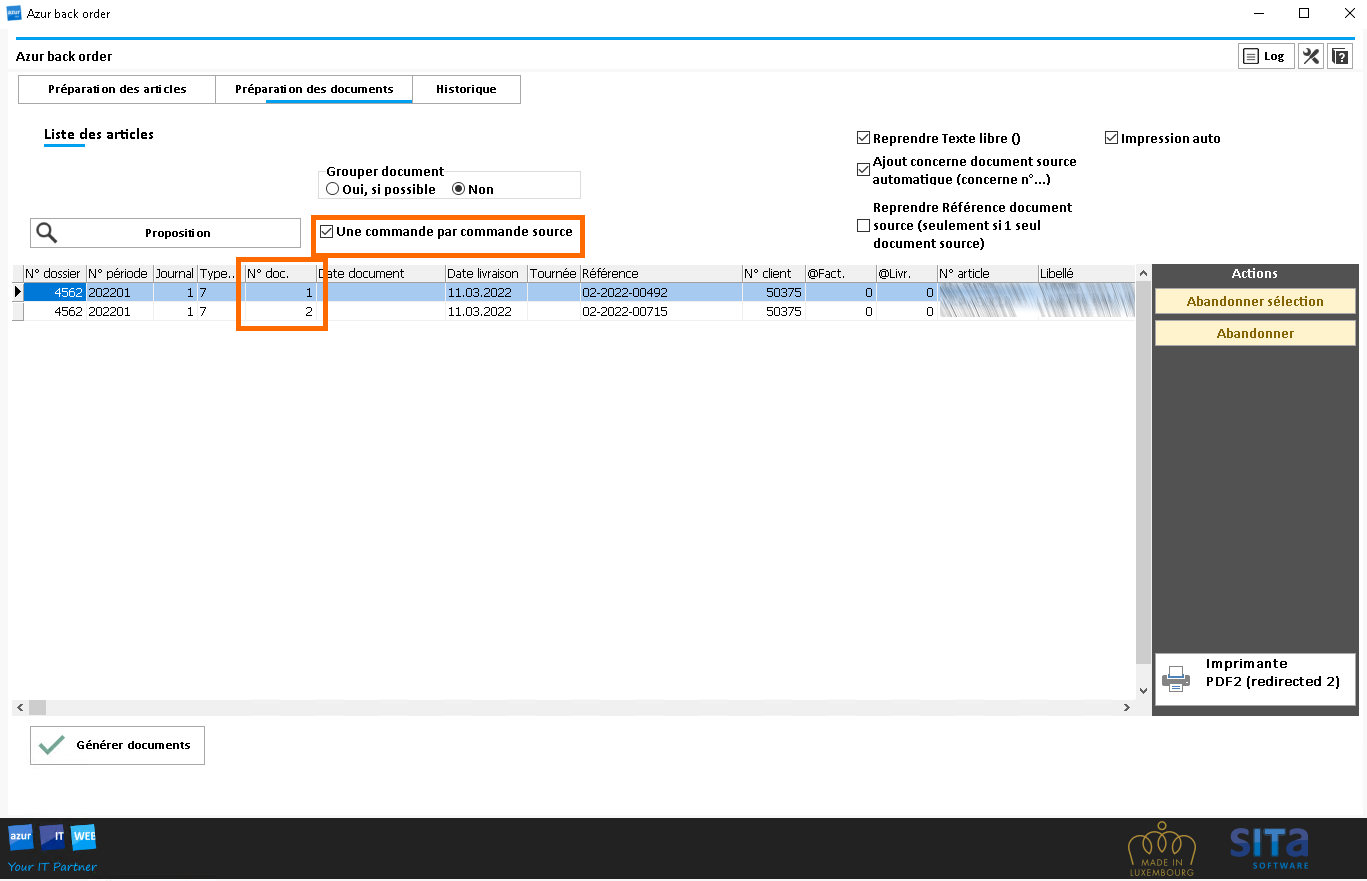 Azur back order
Azur back order
Log
Préparation des articles
Préparation des documents
Historique
Liste des articles
Reprendre Texte libre ()
Impression auto
Ajout concerne document source
automatique (concerne n°...)
Grouper document
Oui, si possible
Non
Reprendre Référence document
source (seulement si 1 seul
document source)
Proposition
Une commande par commande source
N° dossier N° période Journal Type.. N° doc. Date document Date livraison Tournée Référence N° client @Fact. @Livr. N° article Libellé
4562 202201 1 7 1 11.03.2022 02-2022-00492 50375 0 0
4562 202201 1 7 2 11.03.2022 02-2022-00715 50375 0 0
Actions
Abandonner sélection
Abandonner
Imprimante
PDF2 (redirected 2)
Générer documents
azur IT WEB
Your IT Partner
MADE IN
LUXEMBOURG
SITa
SOFTWARE